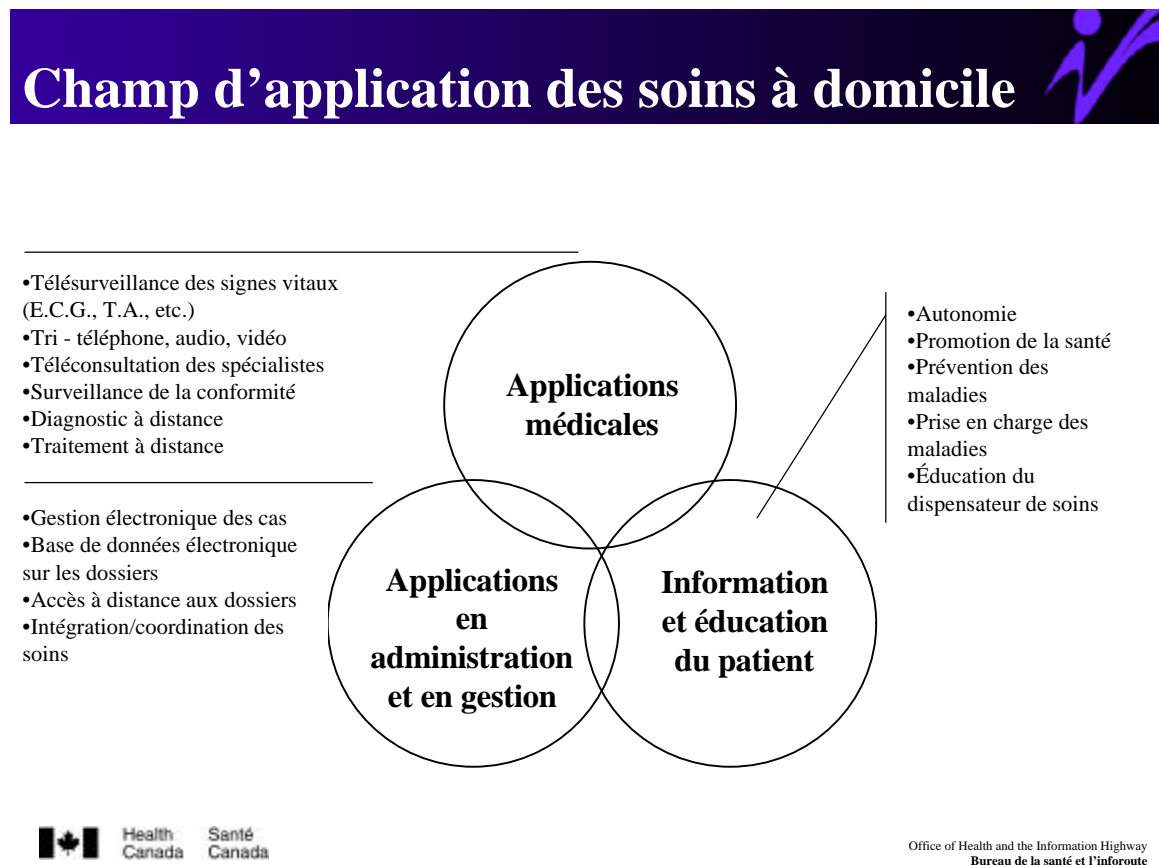 Champ d’application des soins à domicile
•Télésurveillance des signes vitaux
(E.C.G., T.A., etc.)
•Tri - téléphone, audio, vidéo
•Téléconsultation des spécialistes
•Surveillance de la conformité
•Diagnostic à distance
•Traitement à distance
•Gestion électronique des cas
•Base de données électronique
sur les dossiers
•Accès à distance aux dossiers
•Intégration/coordination des
soins
Applications
médicales
Applications
en
administration
et en gestion
Information
et éducation
du patient
•Autonomie
•Promotion de la santé
•Prévention des
maladies
•Prise en charge des
maladies
•Éducation du
dispensateur de soins
Health
Canada
Santé
Canada
Office of Health and the Information Highway
Bureau de la santé et l’inforoute